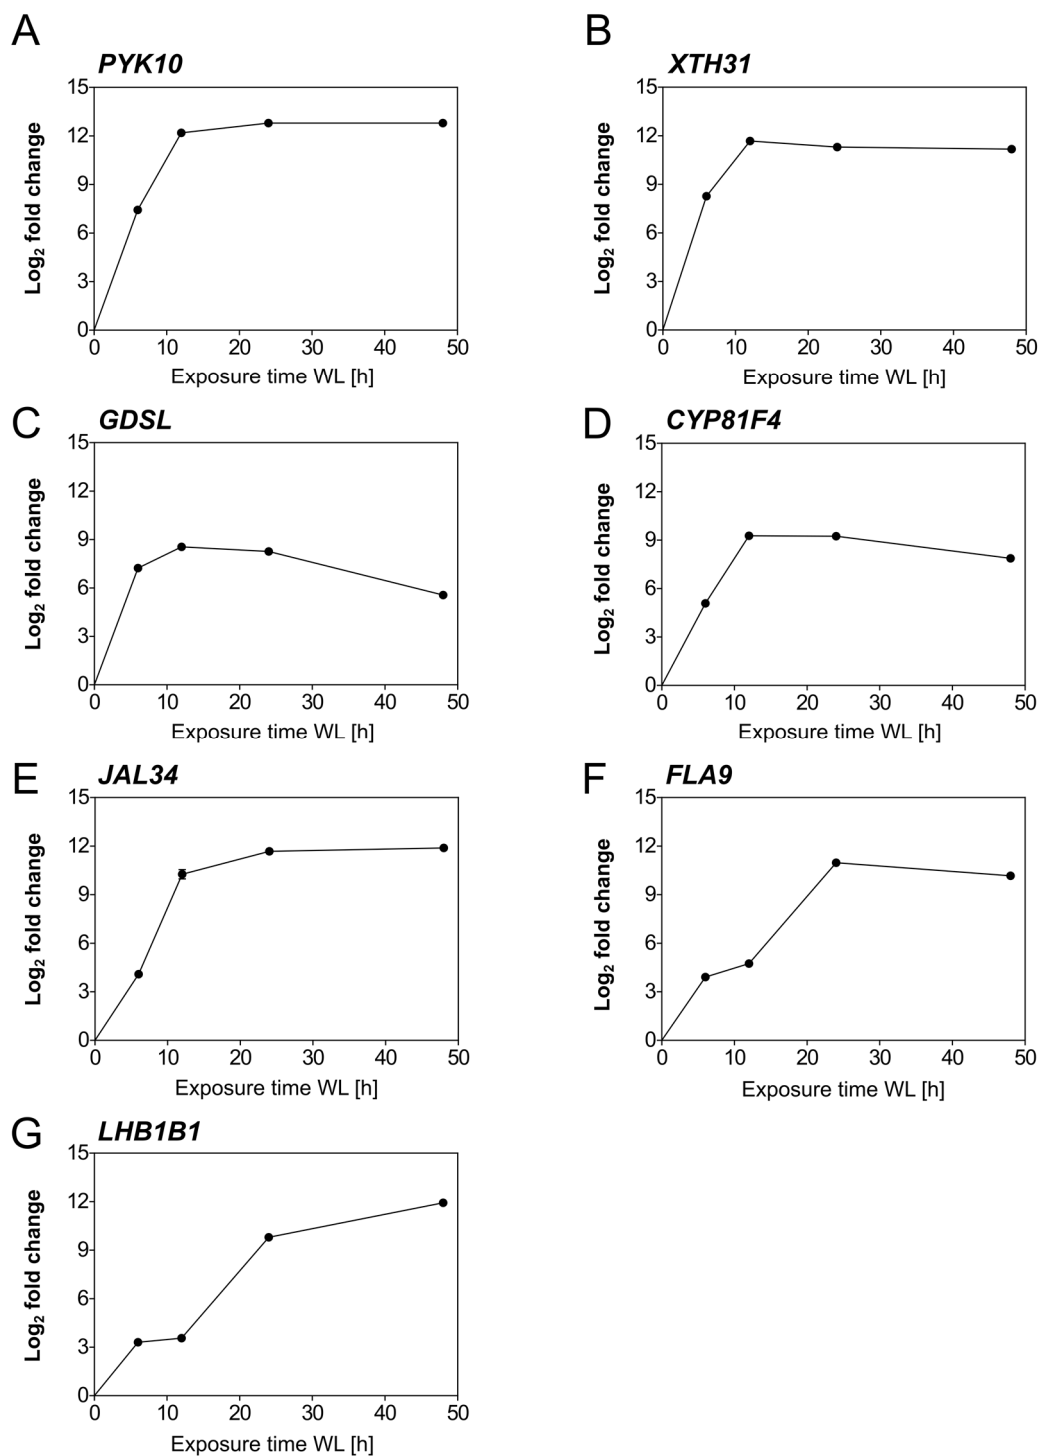 A
PYK10
15
12
9
6
3
0
Log₂ fold change
0 10 20 30 40 50
Exposure time WL [h]
B
XTH31
15
12
9
6
3
0
Log₂ fold change
0 10 20 30 40 50
Exposure time WL [h]
C
GDSL
15
12
9
6
3
0
Log₂ fold change
0 10 20 30 40 50
Exposure time WL [h]
D
CYP81F4
15
12
9
6
3
0
Log₂ fold change
0 10 20 30 40 50
Exposure time WL [h]
E
JAL34
15
12
9
6
3
0
Log₂ fold change
0 10 20 30 40 50
Exposure time WL [h]
F
FLA9
15
12
9
6
3
0
Log₂ fold change
0 10 20 30 40 50
Exposure time WL [h]
G
LHB1B1
15
12
9
6
3
0
Log₂ fold change
0 10 20 30 40 50
Exposure time WL [h]